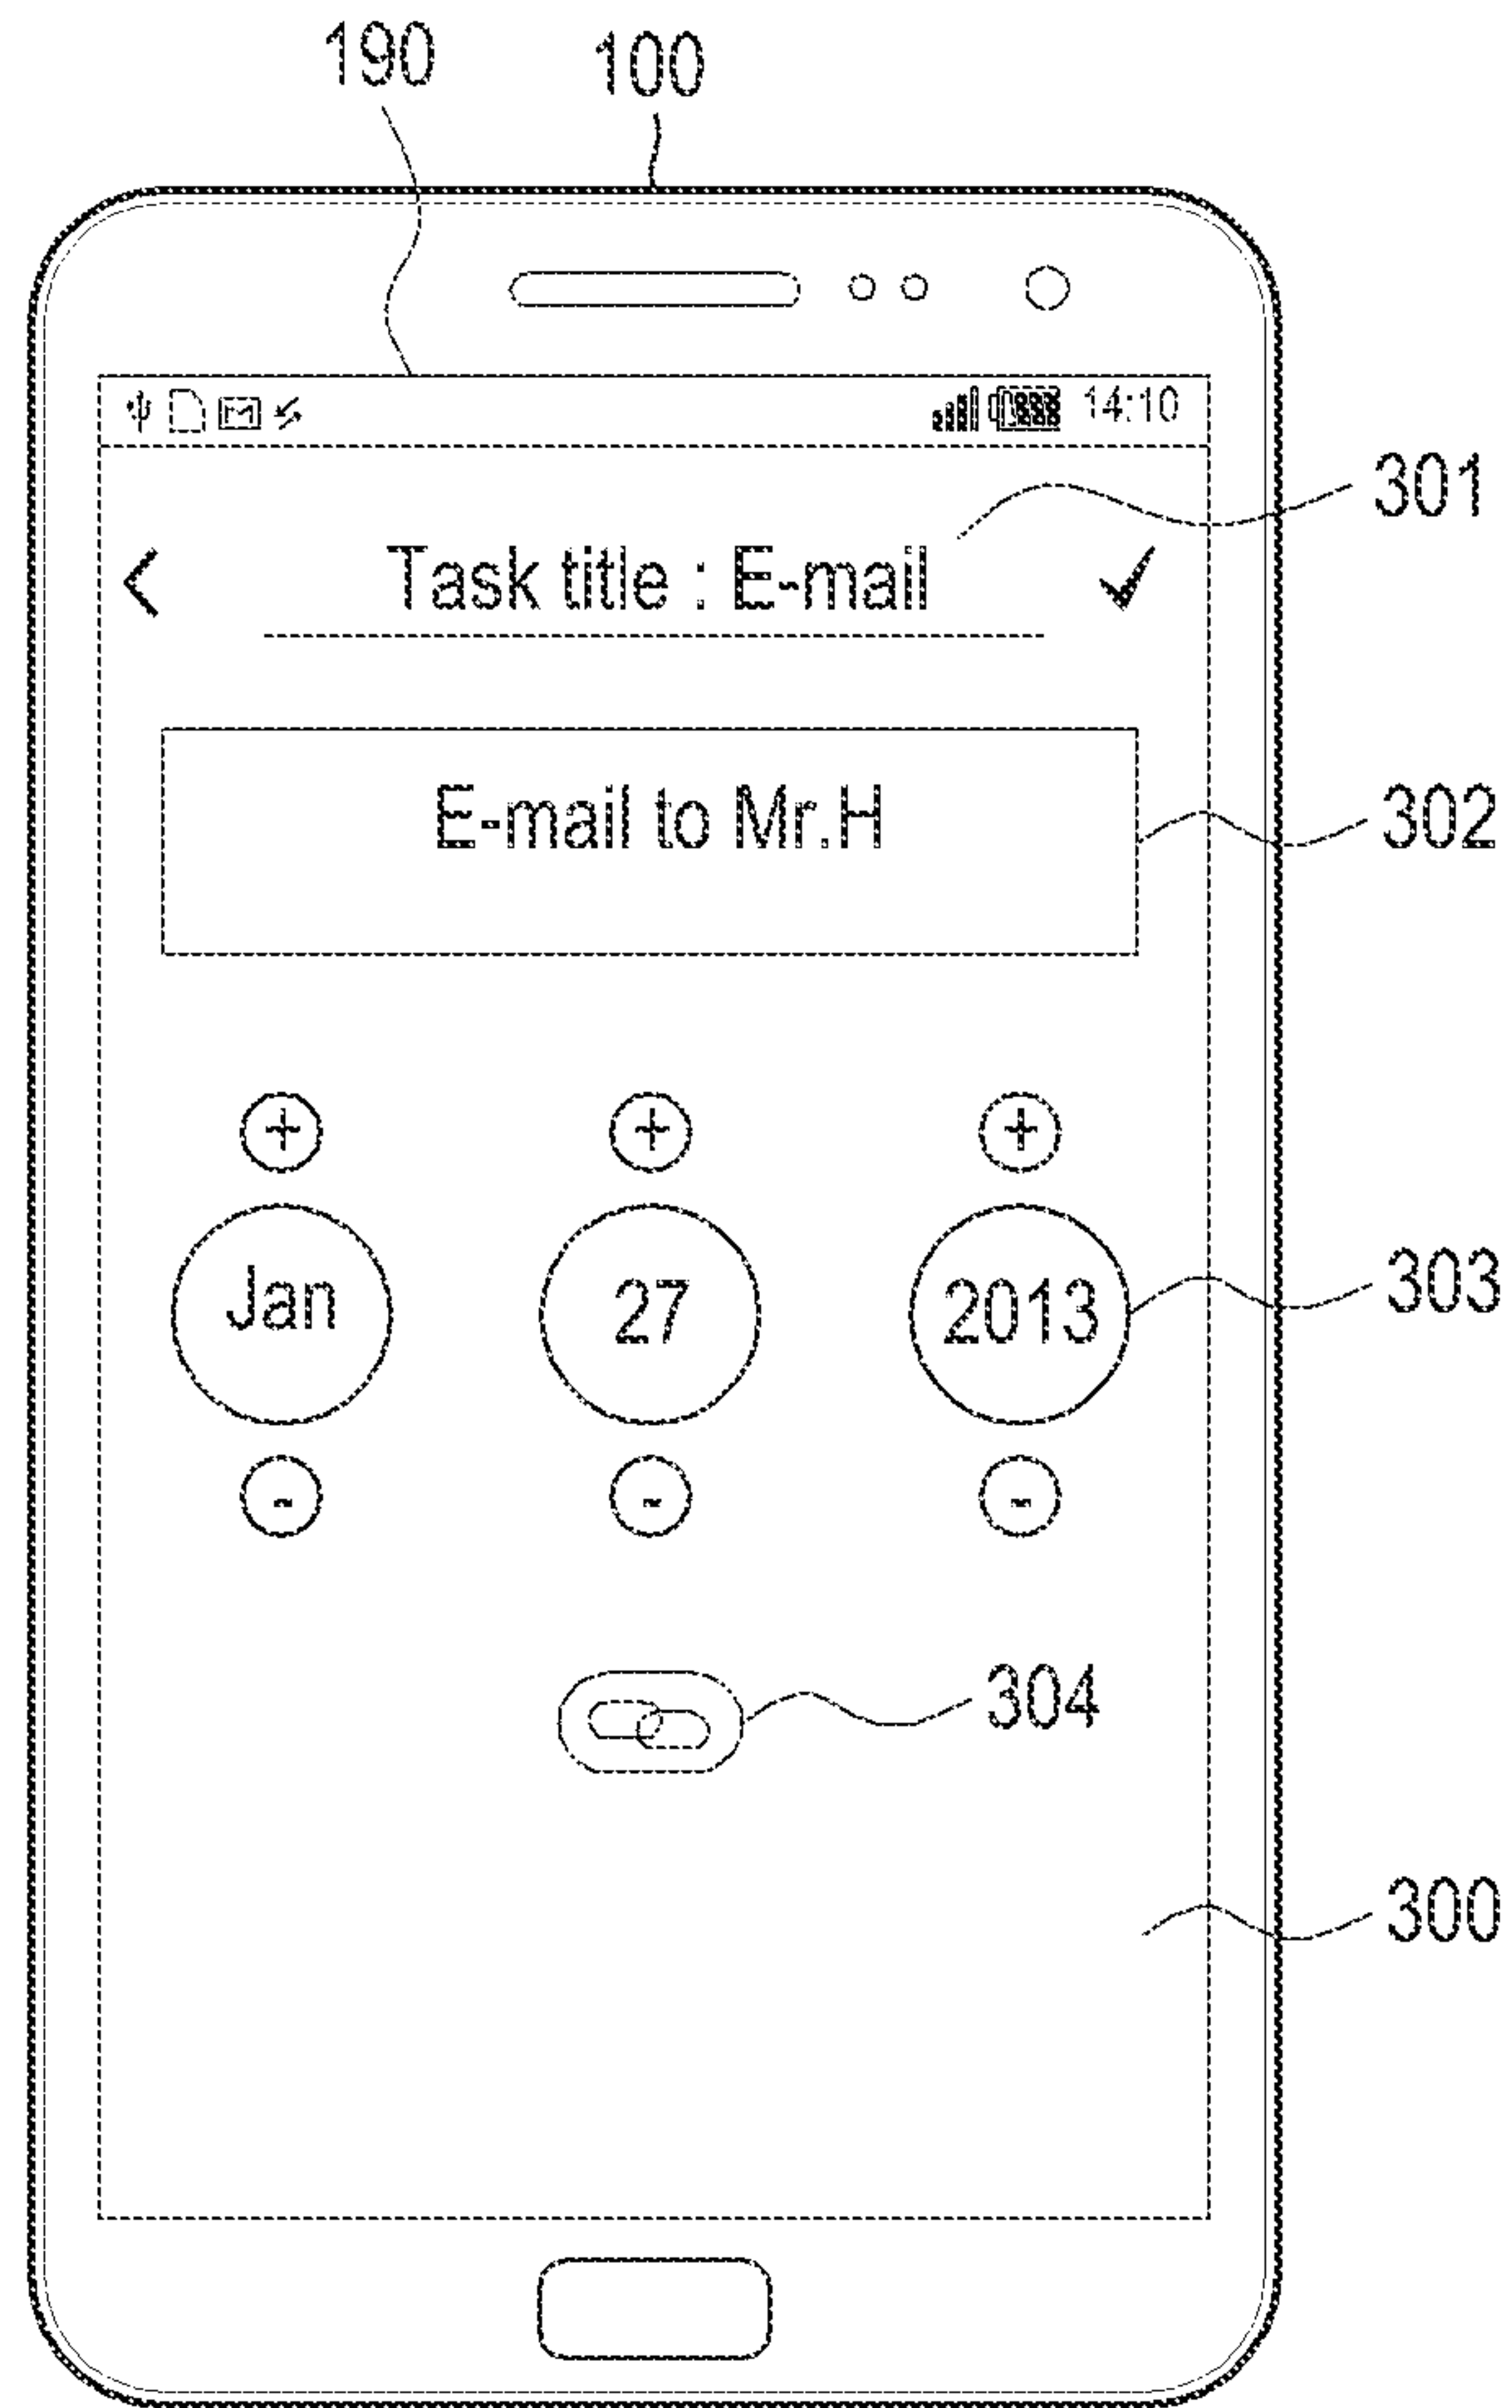 190 100
14:10
301
< Task title : E-mail ✓
E-mail to Mr.H
302
+ + +
Jan 27 2013
303
- - -
304
300